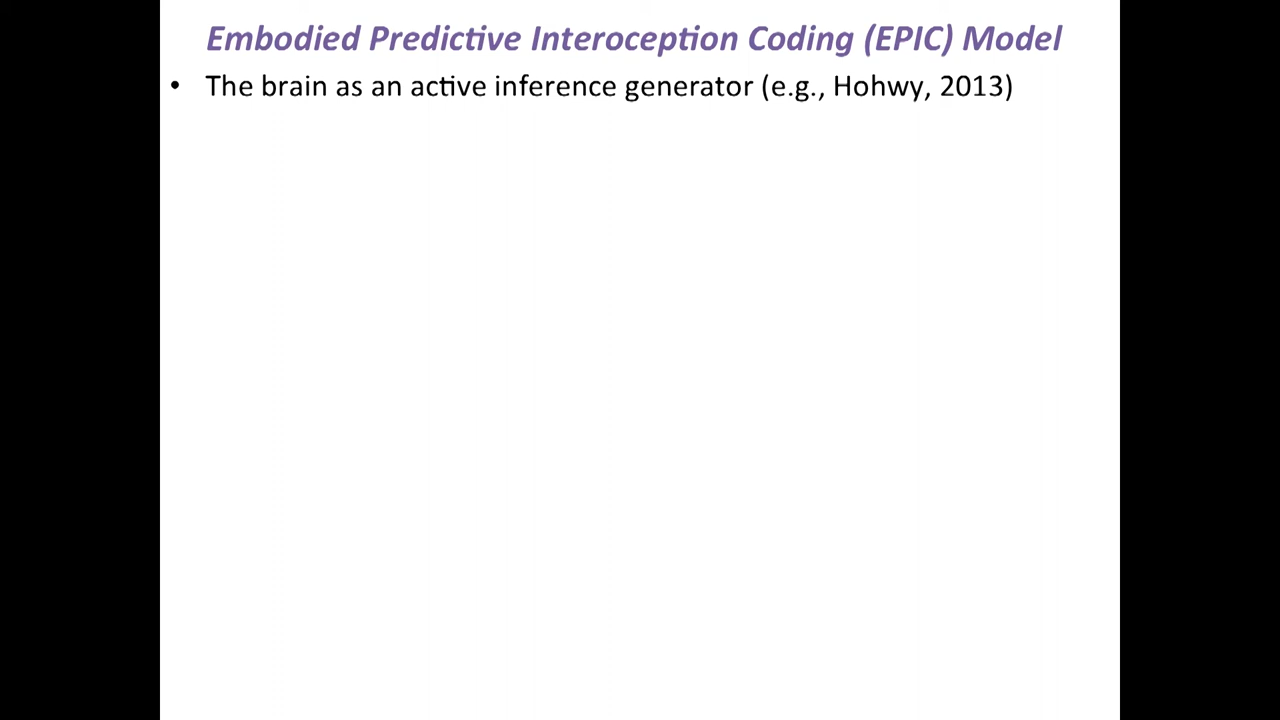 Embodied Predictive Interoception Coding (EPIC) Model
• The brain as an active inference generator (e.g., Hohwy, 2013)